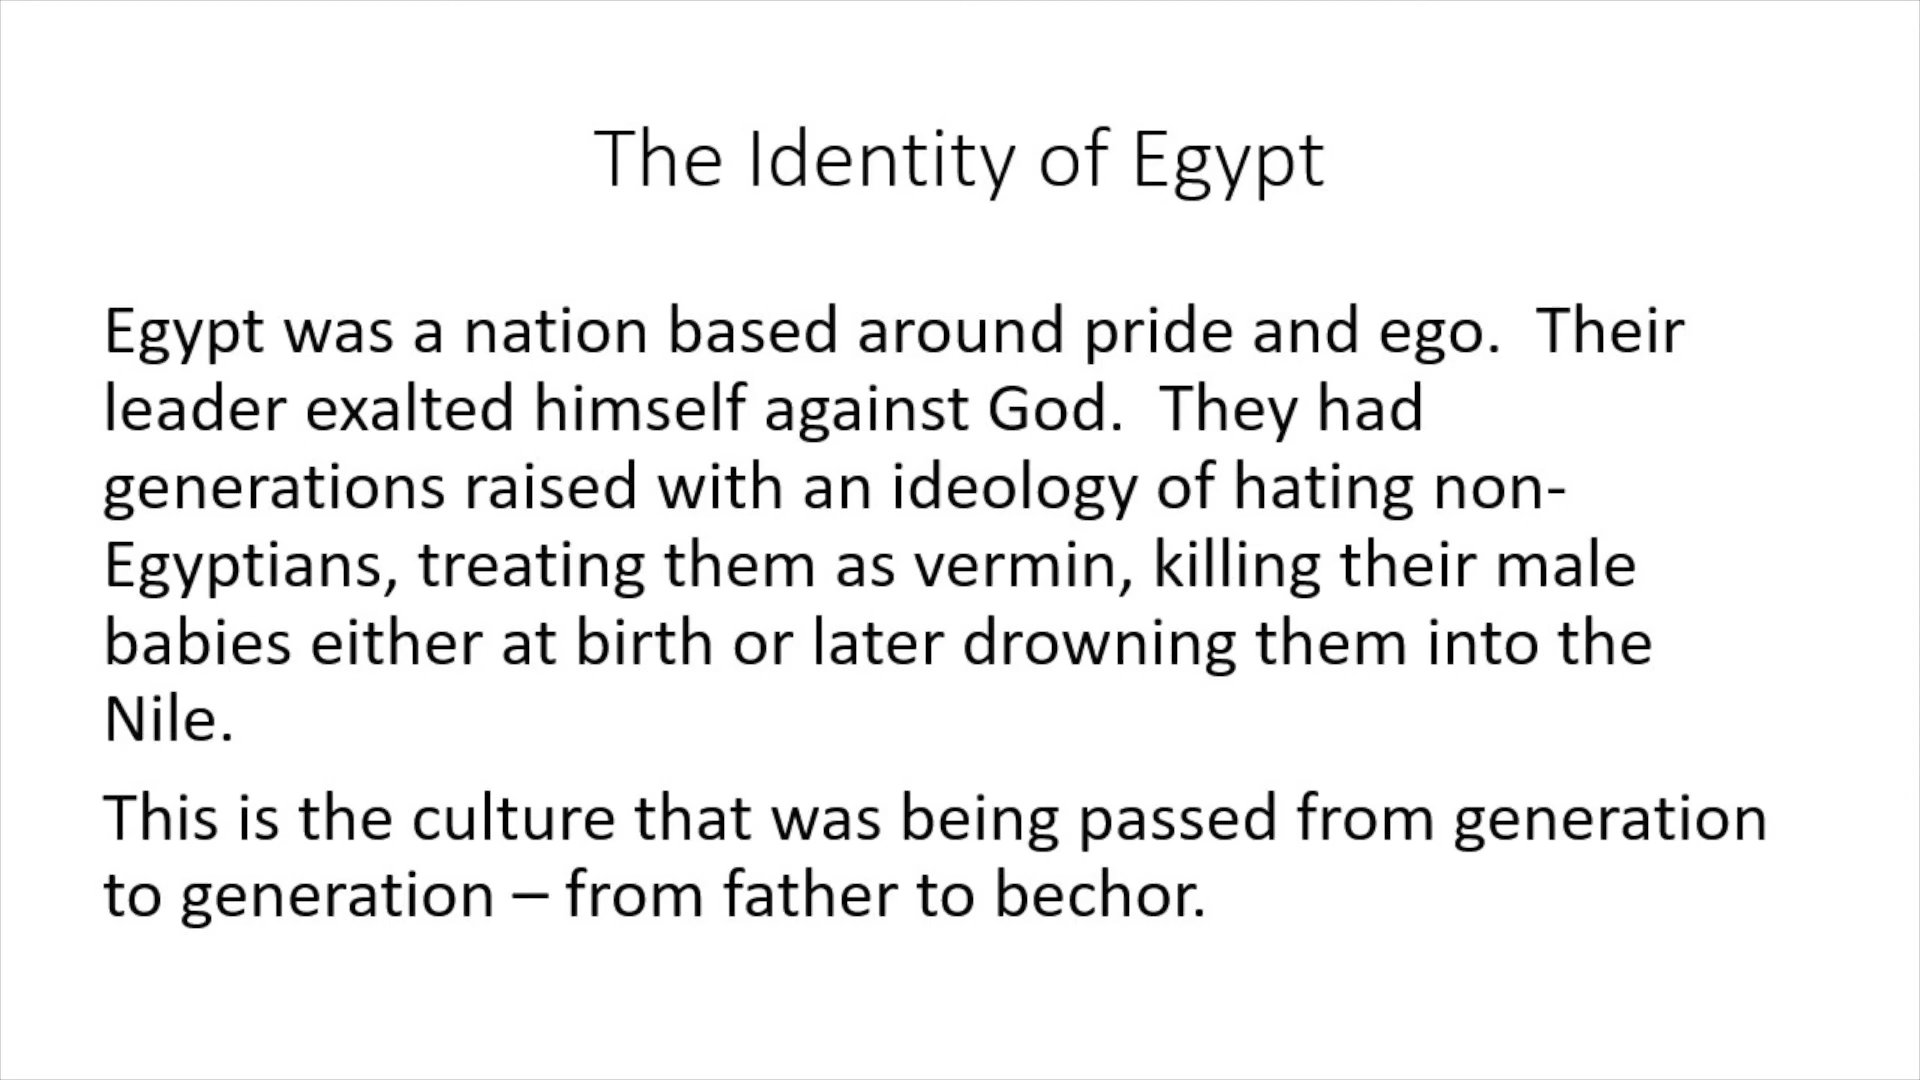 The Identity of Egypt
Egypt was a nation based around pride and ego.  Their
leader exalted himself against God.  They had
generations raised with an ideology of hating non-
Egyptians, treating them as vermin, killing their male
babies either at birth or later drowning them into the
Nile.
This is the culture that was being passed from generation
to generation – from father to bechor.